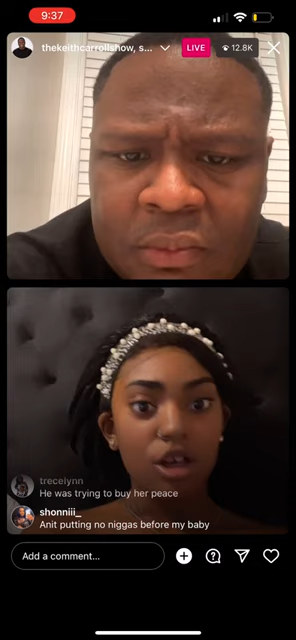 9:37
thekeithcarrollshow, s...
LIVE
12.8K
trecelynn
He was trying to buy her peace
shonniii_
Anit putting no niggas before my baby
Add a comment...